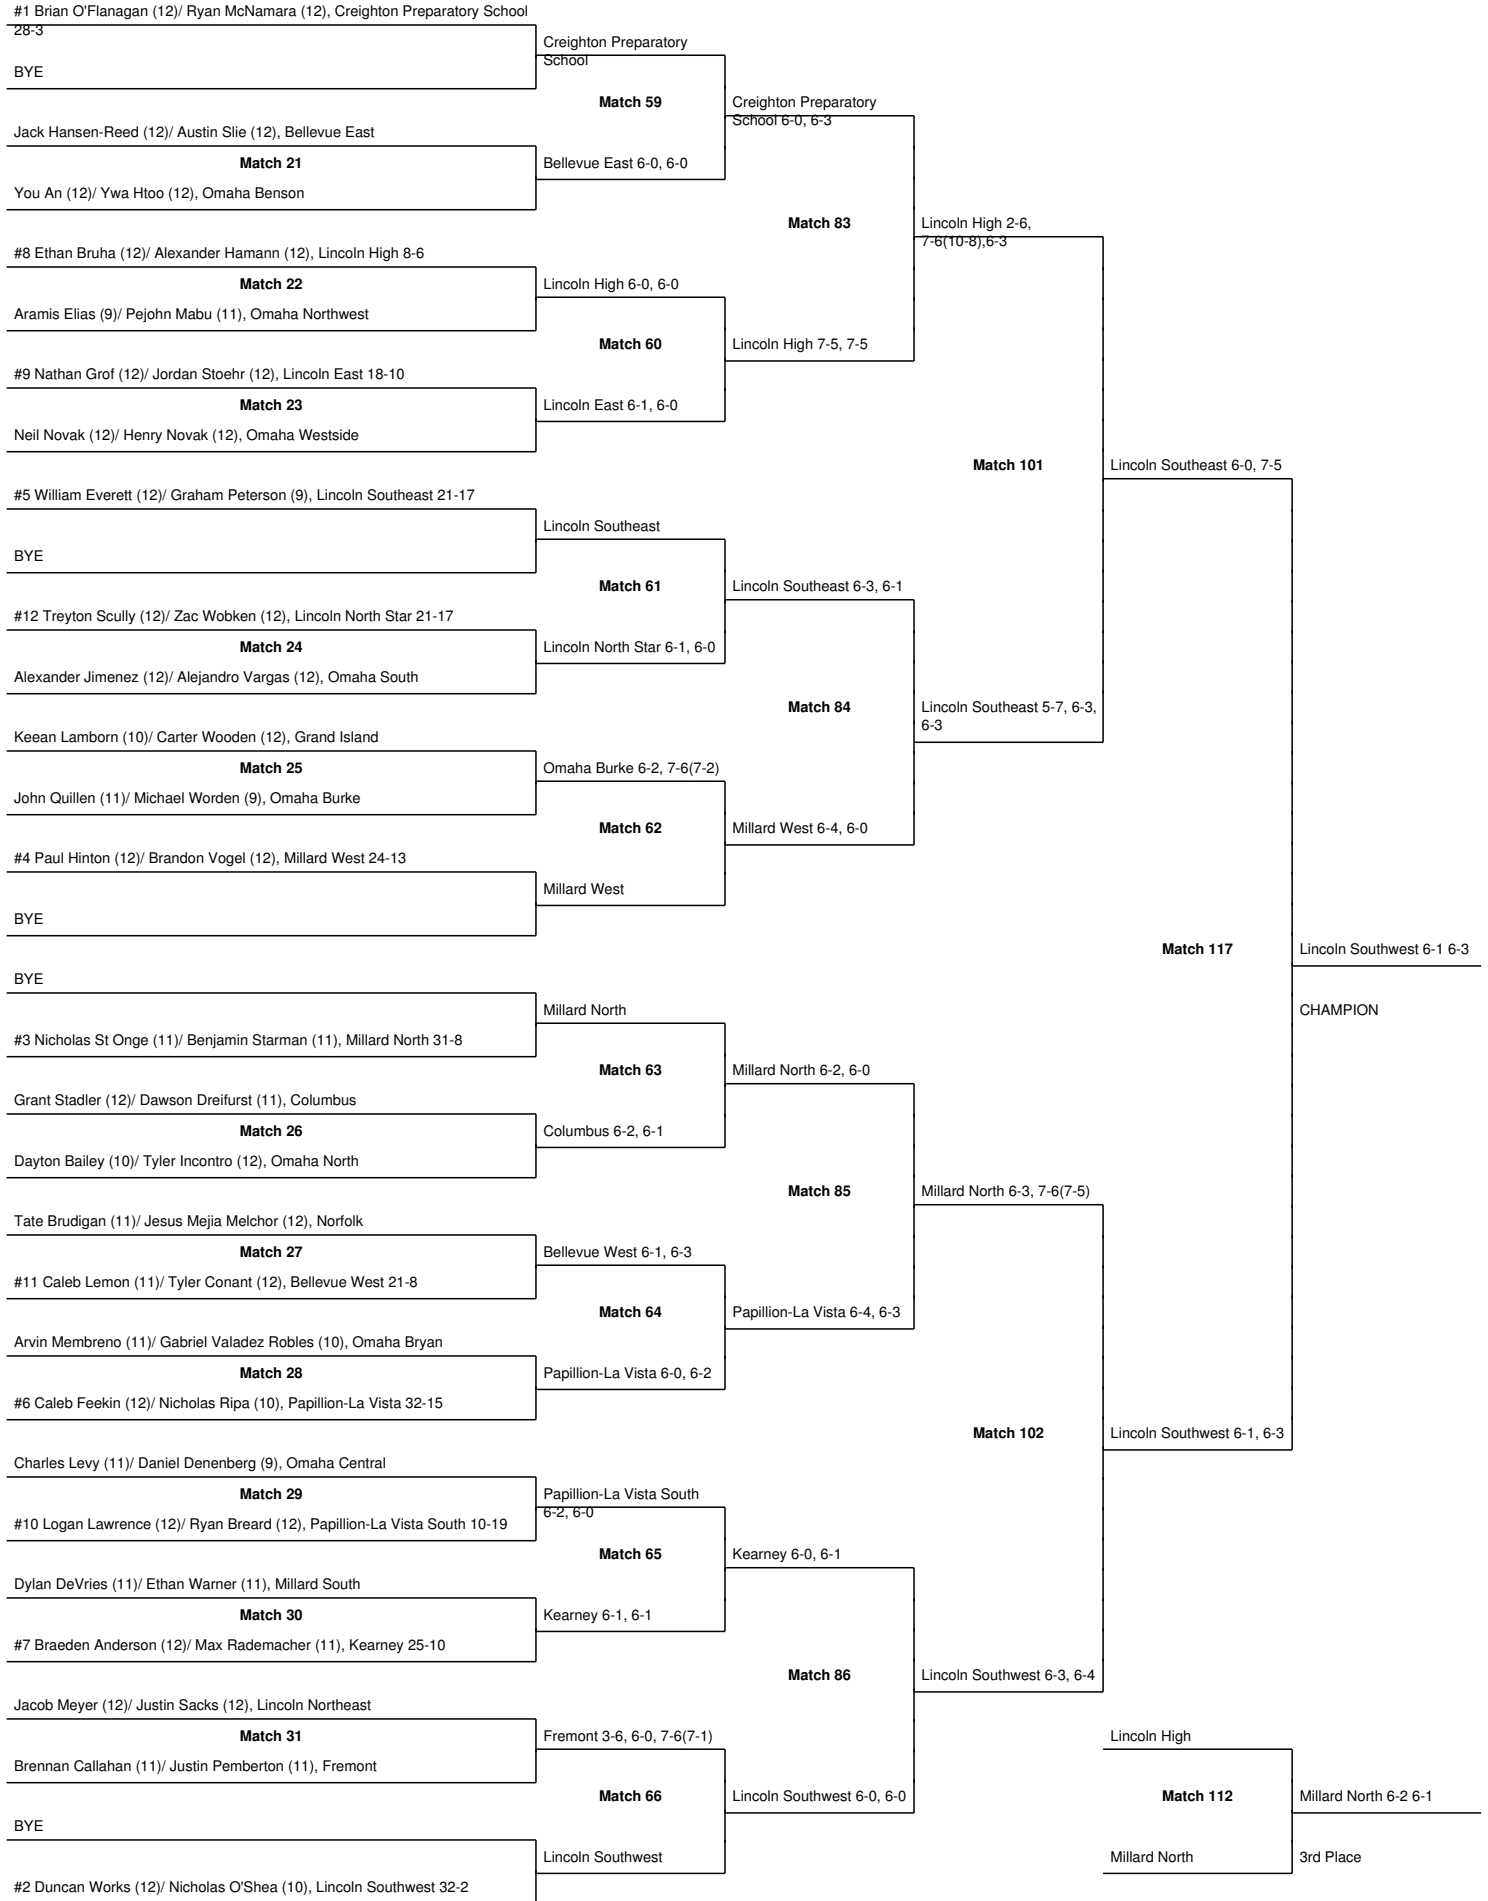 #1 Brian O'Flanagan (12)/ Ryan McNamara (12), Creighton Preparatory School
28-3
BYE
Jack Hansen-Reed (12)/ Austin Slie (12), Bellevue East
Match 21
You An (12)/ Ywa Htoo (12), Omaha Benson
#8 Ethan Bruha (12)/ Alexander Hamann (12), Lincoln High 8-6
Match 22
Aramis Elias (9)/ Pejohn Mabu (11), Omaha Northwest
#9 Nathan Grof (12)/ Jordan Stoehr (12), Lincoln East 18-10
Match 23
Neil Novak (12)/ Henry Novak (12), Omaha Westside
#5 William Everett (12)/ Graham Peterson (9), Lincoln Southeast 21-17
BYE
#12 Treyton Scully (12)/ Zac Wobken (12), Lincoln North Star 21-17
Match 24
Alexander Jimenez (12)/ Alejandro Vargas (12), Omaha South
Keean Lamborn (10)/ Carter Wooden (12), Grand Island
Match 25
John Quillen (11)/ Michael Worden (9), Omaha Burke
#4 Paul Hinton (12)/ Brandon Vogel (12), Millard West 24-13
BYE
BYE
#3 Nicholas St Onge (11)/ Benjamin Starman (11), Millard North 31-8
Grant Stadler (12)/ Dawson Dreifurst (11), Columbus
Match 26
Dayton Bailey (10)/ Tyler Incontro (12), Omaha North
Tate Brudigan (11)/ Jesus Mejia Melchor (12), Norfolk
Match 27
#11 Caleb Lemon (11)/ Tyler Conant (12), Bellevue West 21-8
Arvin Membreno (11)/ Gabriel Valadez Robles (10), Omaha Bryan
Match 28
#6 Caleb Feekin (12)/ Nicholas Ripa (10), Papillion-La Vista 32-15
Charles Levy (11)/ Daniel Denenberg (9), Omaha Central
Match 29
#10 Logan Lawrence (12)/ Ryan Breard (12), Papillion-La Vista South 10-19
Dylan DeVries (11)/ Ethan Warner (11), Millard South
Match 30
#7 Braeden Anderson (12)/ Max Rademacher (11), Kearney 25-10
Jacob Meyer (12)/ Justin Sacks (12), Lincoln Northeast
Match 31
Brennan Callahan (11)/ Justin Pemberton (11), Fremont
BYE
#2 Duncan Works (12)/ Nicholas O'Shea (10), Lincoln Southwest 32-2
Creighton Preparatory
School
Match 59
Bellevue East 6-0, 6-0
Lincoln High 6-0, 6-0
Match 60
Lincoln East 6-1, 6-0
Lincoln Southeast
Match 61
Lincoln North Star 6-1, 6-0
Omaha Burke 6-2, 7-6(7-2)
Match 62
Millard West
Millard North
Match 63
Columbus 6-2, 6-1
Bellevue West 6-1, 6-3
Match 64
Papillion-La Vista 6-0, 6-2
Papillion-La Vista South
6-2, 6-0
Match 65
Kearney 6-1, 6-1
Fremont 3-6, 6-0, 7-6(7-1)
Match 66
Lincoln Southwest
Creighton Preparatory
School 6-0, 6-3
Match 83
Lincoln High 7-5, 7-5
Lincoln Southeast 6-3, 6-1
Match 84
Millard West 6-4, 6-0
Millard North 6-2, 6-0
Match 85
Papillion-La Vista 6-4, 6-3
Kearney 6-0, 6-1
Match 86
Lincoln Southwest 6-0, 6-0
Lincoln High 2-6,
7-6(10-8),6-3
Match 101
Lincoln Southeast 5-7, 6-3,
6-3
Millard North 6-3, 7-6(7-5)
Match 102
Lincoln Southwest 6-3, 6-4
Lincoln Southeast 6-0, 7-5
Match 117
Lincoln Southwest 6-1, 6-3
Lincoln Southwest 6-1 6-3
CHAMPION
Lincoln High
Match 112
Millard North
Millard North 6-2 6-1
3rd Place